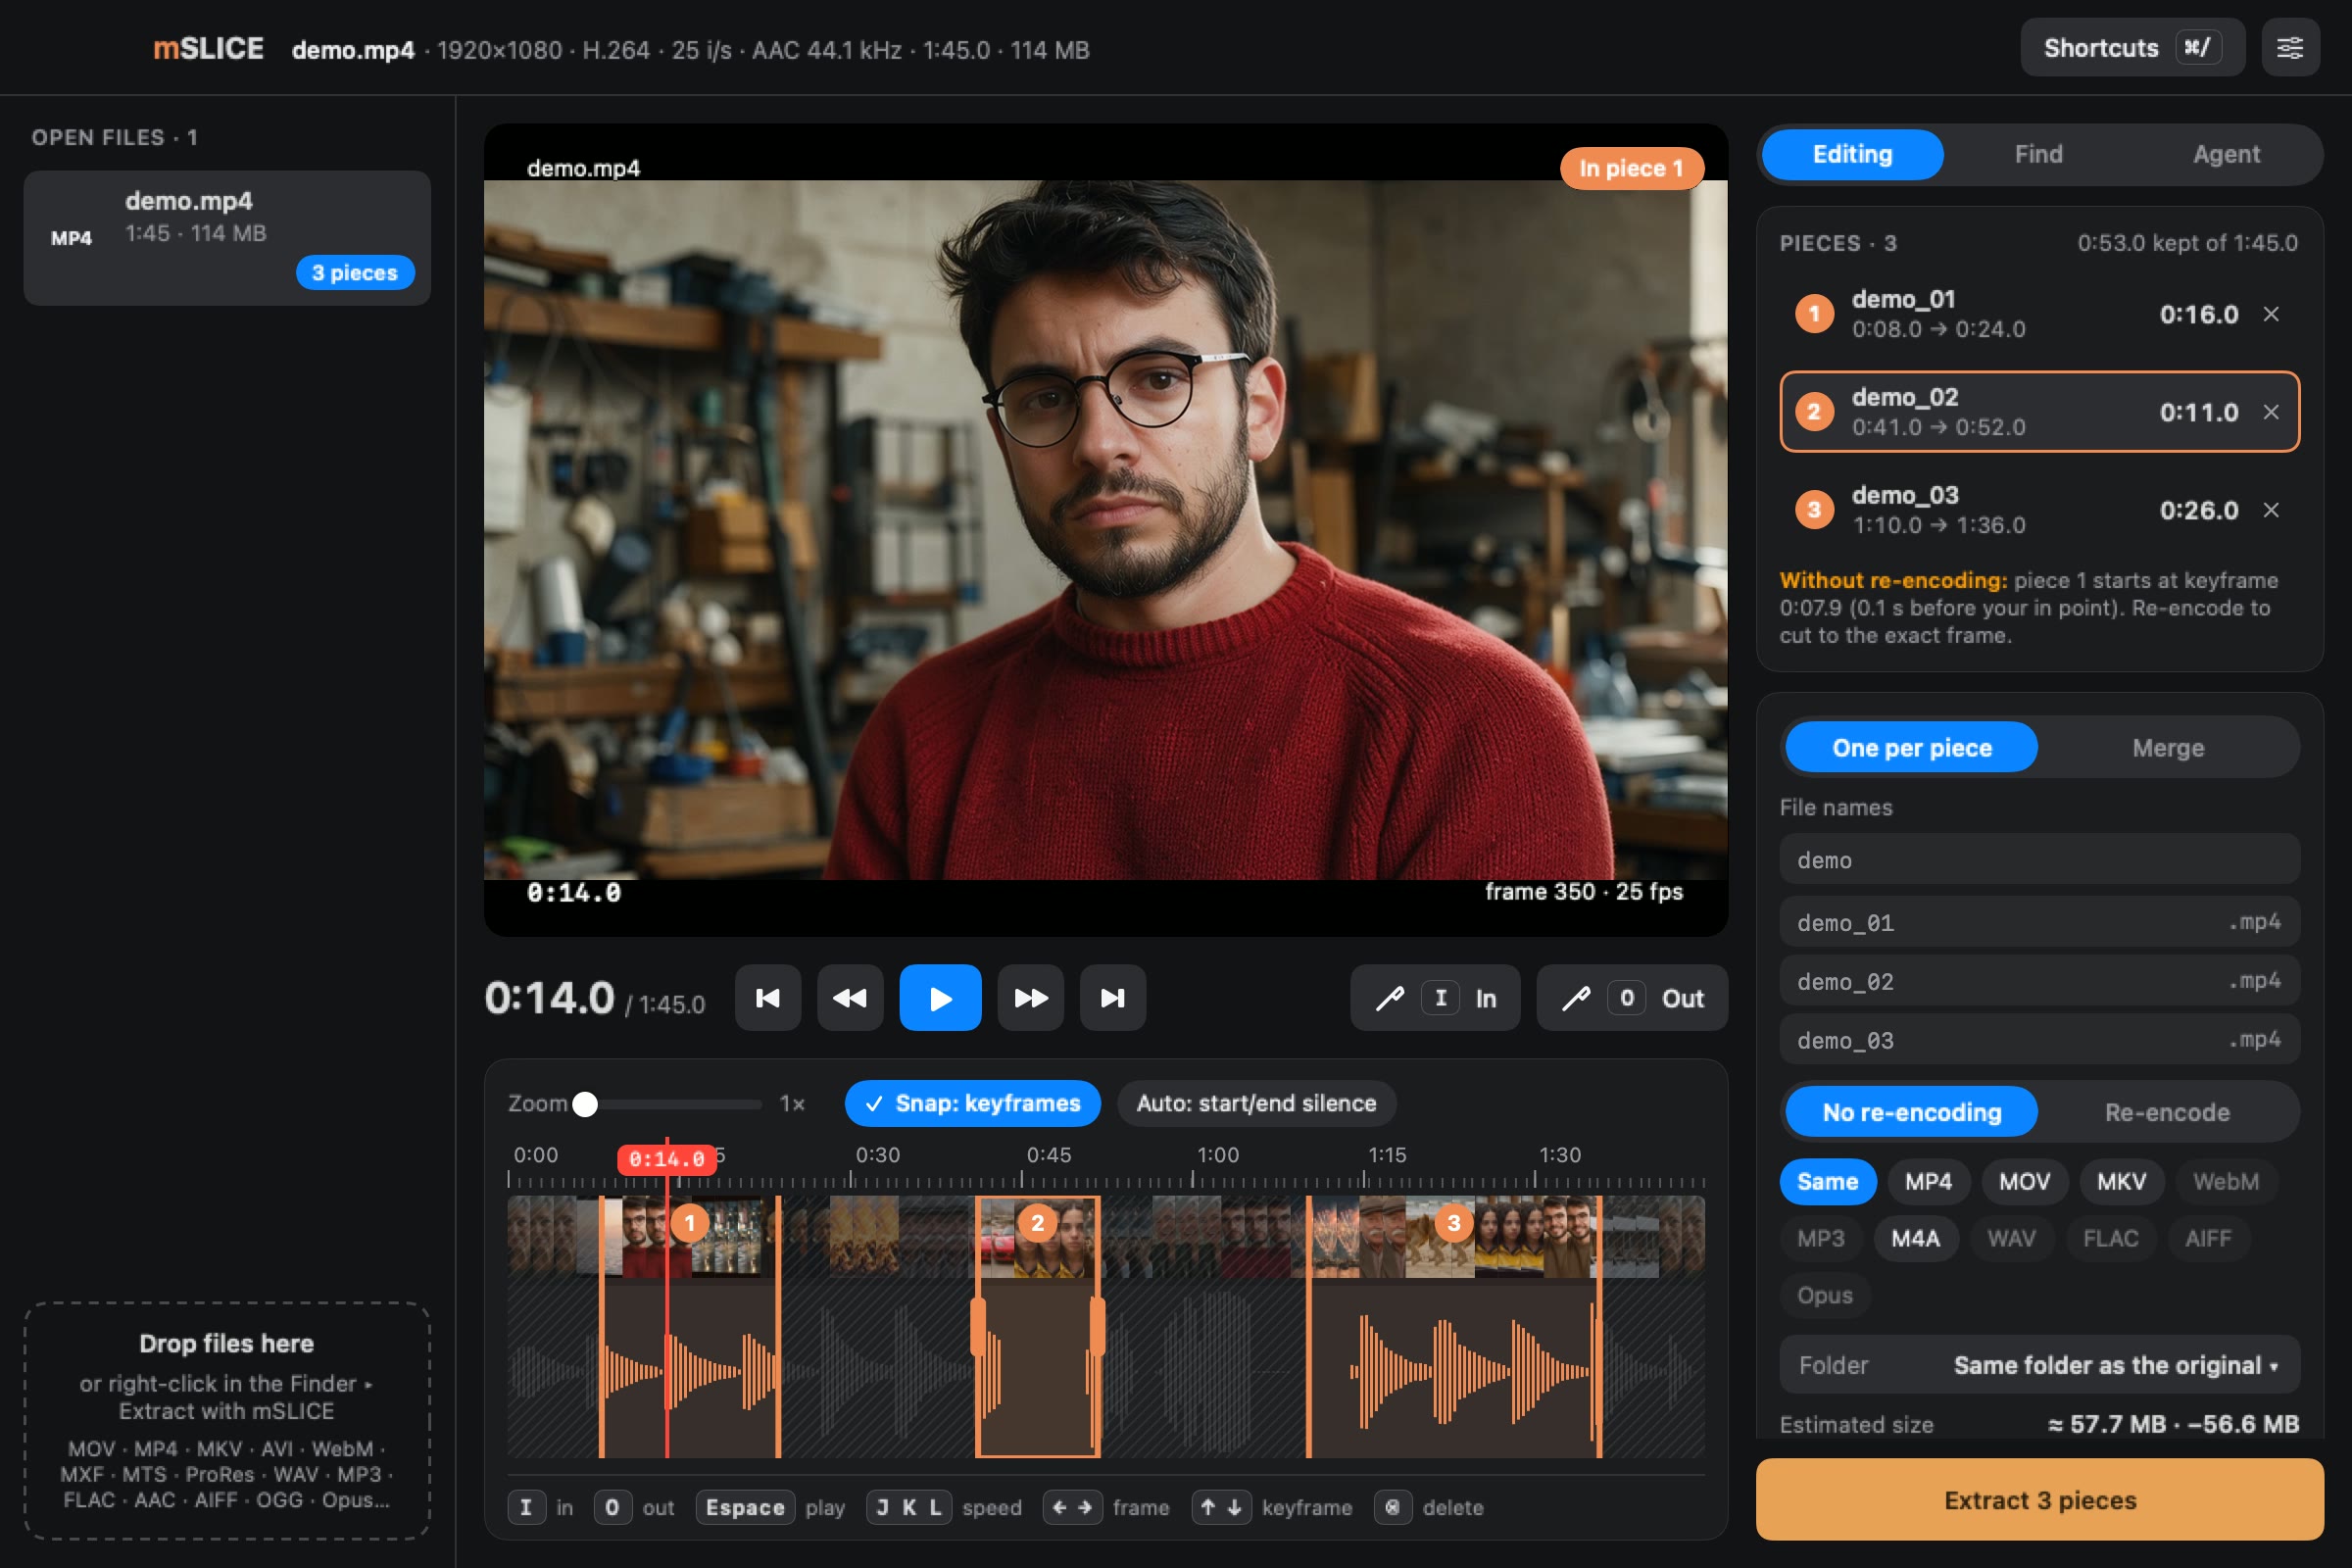 mSLICE demo.mp4 · 1920×1080 · H.264 · 25 i/s · AAC 44.1 kHz · 1:45.0 · 114 MB
Shortcuts ⌘/
OPEN FILES · 1
MP4
demo.mp4
1:45 · 114 MB
3 pieces
Drop files here
or right-click in the Finder ▸
Extract with mSLICE
MOV · MP4 · MKV · AVI · WebM ·
MXF · MTS · ProRes · WAV · MP3 ·
FLAC · AAC · AIFF · OGG · Opus…
demo.mp4
In piece 1
0:14.0
frame 350 · 25 fps
0:14.0 / 1:45.0
I In
O Out
Zoom 1×
✓ Snap: keyframes
Auto: start/end silence
0:00 0:14.0 5 0:30 0:45 1:00 1:15 1:30
1 2 3
I in O out Espace play J K L speed ← → frame ↑ ↓ keyframe ⊗ delete
Editing Find Agent
PIECES · 3 0:53.0 kept of 1:45.0
1 demo_01 0:16.0 ×
0:08.0 → 0:24.0
2 demo_02 0:11.0 ×
0:41.0 → 0:52.0
3 demo_03 0:26.0 ×
1:10.0 → 1:36.0
Without re-encoding: piece 1 starts at keyframe
0:07.9 (0.1 s before your in point). Re-encode to
cut to the exact frame.
One per piece Merge
File names
demo
demo_01 .mp4
demo_02 .mp4
demo_03 .mp4
No re-encoding Re-encode
Same MP4 MOV MKV WebM
MP3 M4A WAV FLAC AIFF
Opus
Folder Same folder as the original ▾
Estimated size ≈ 57.7 MB · −56.6 MB
Extract 3 pieces